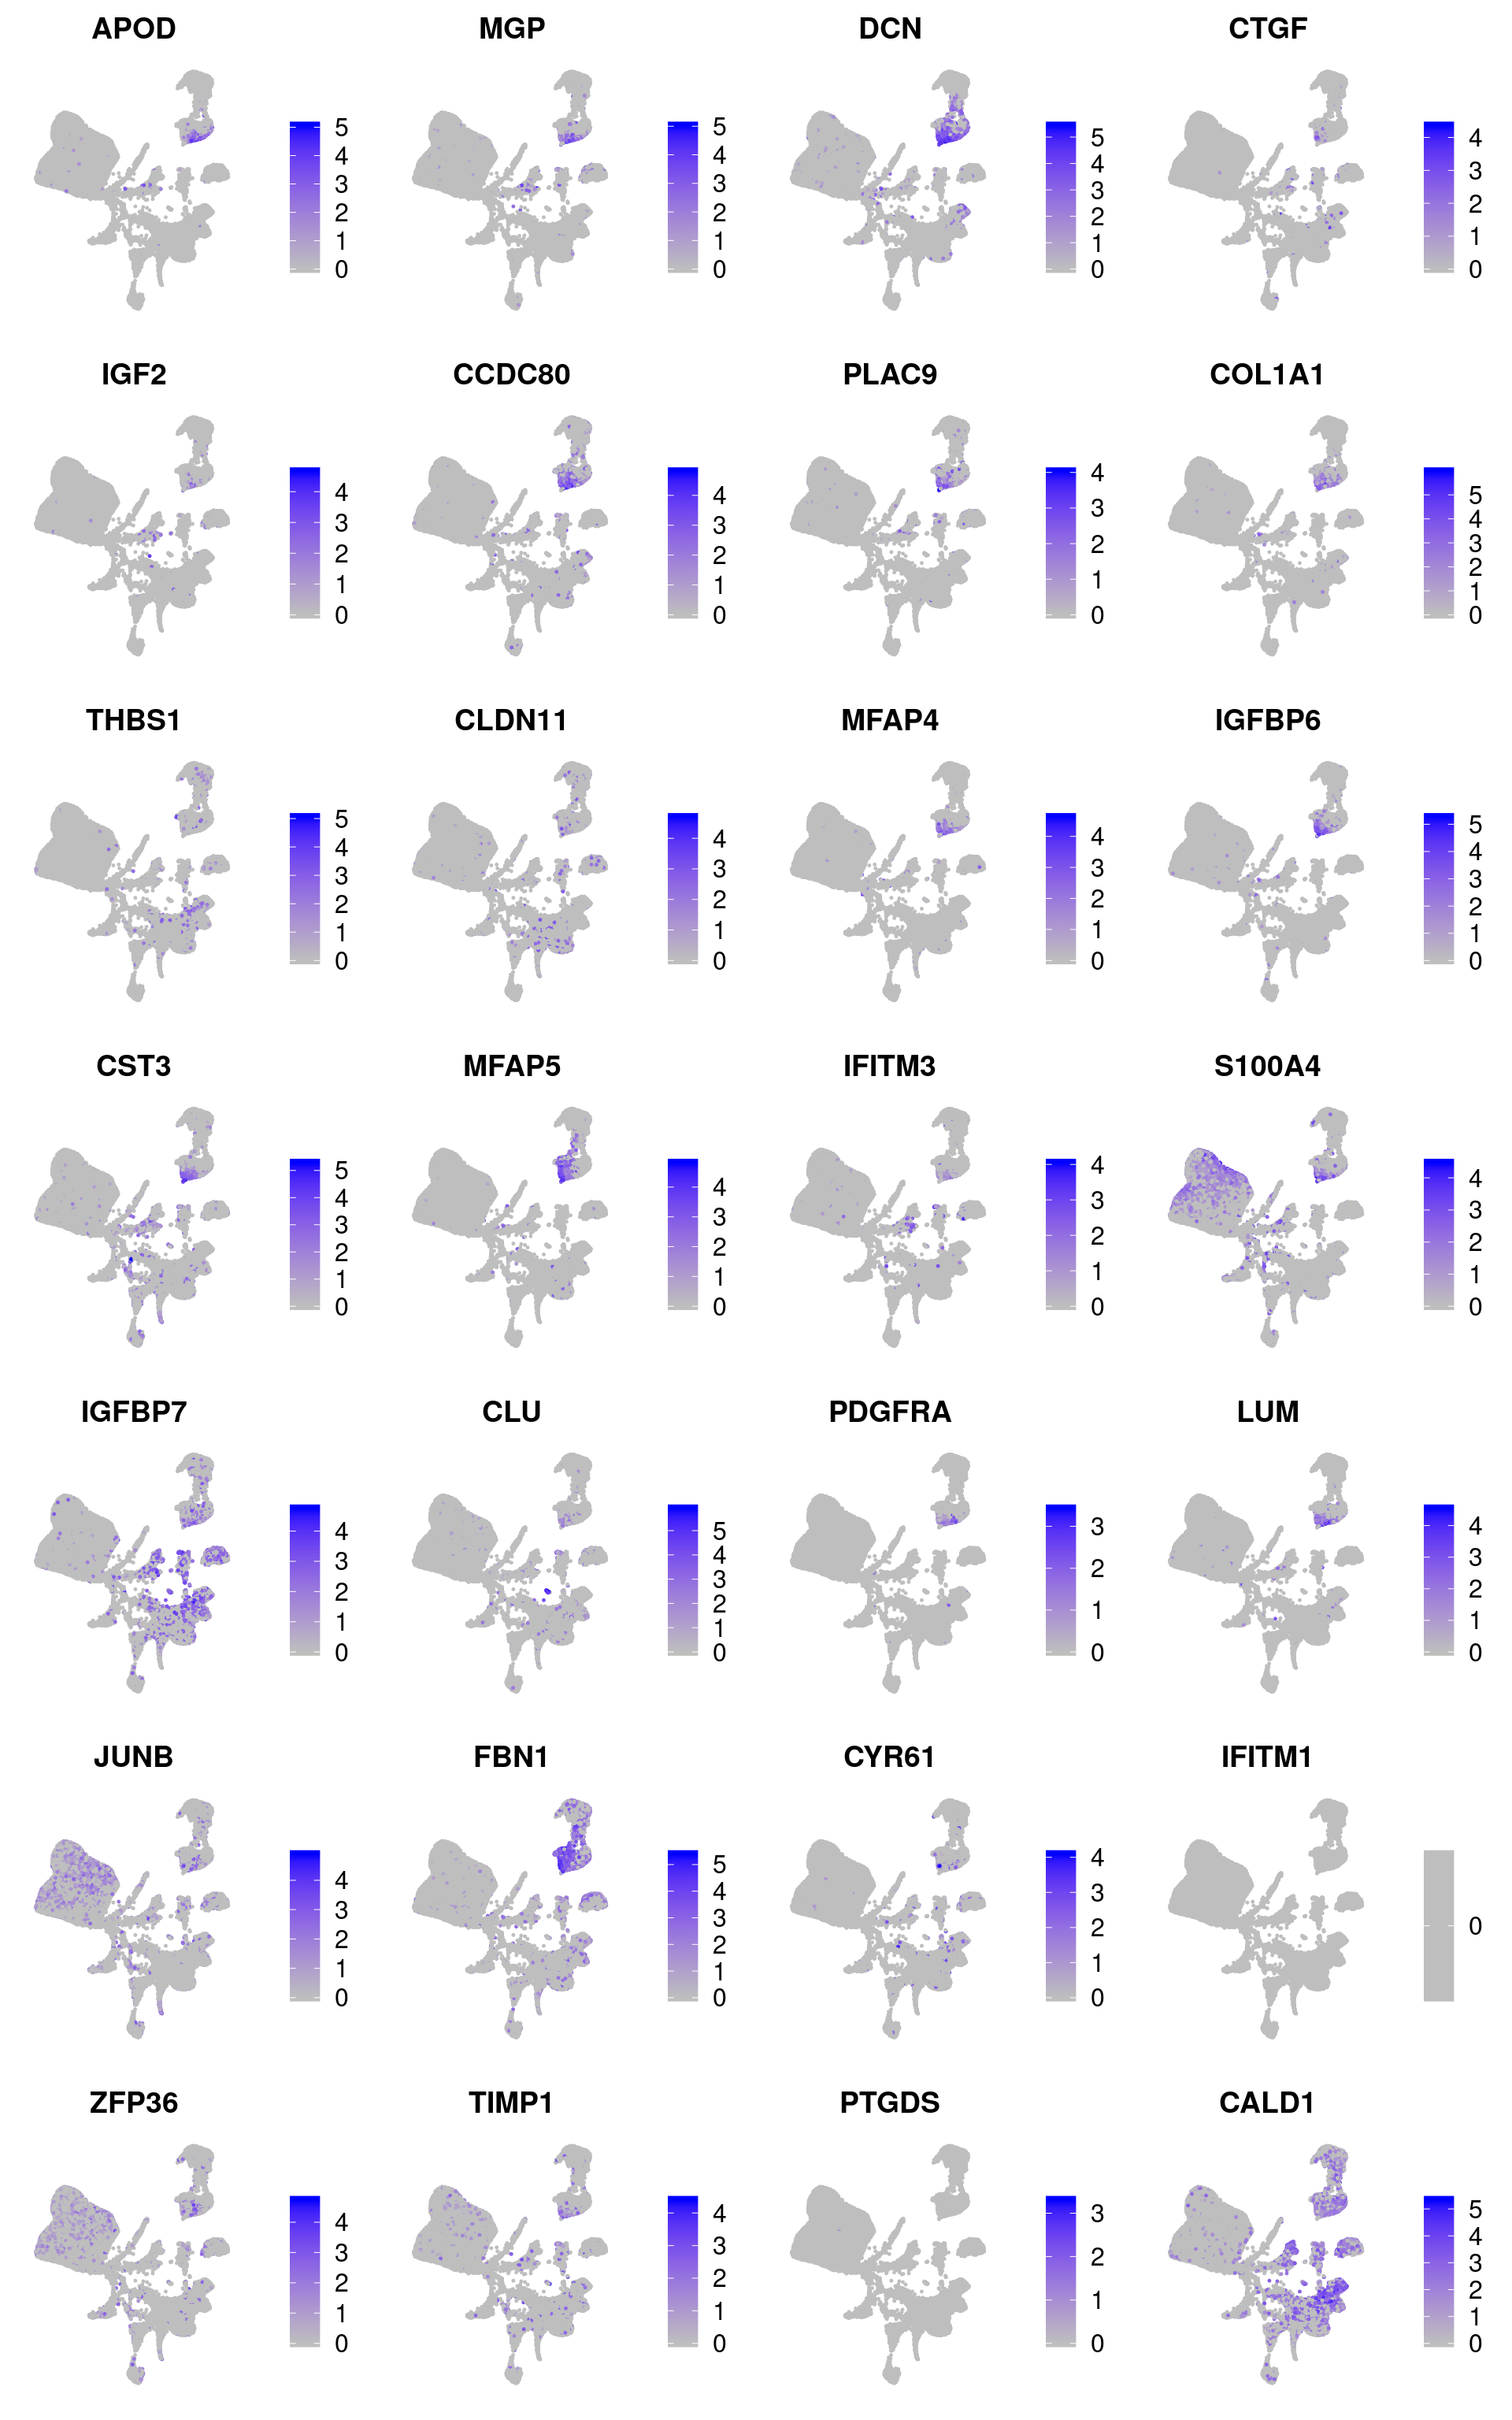 APOD MGP DCN CTGF
5 4 3 2 1 0
5 4 3 2 1 0
5 4 3 2 1 0
4 3 2 1 0
IGF2 CCDC80 PLAC9 COL1A1
4 3 2 1 0
4 3 2 1 0
4 3 2 1 0
5 4 3 2 1 0
THBS1 CLDN11 MFAP4 IGFBP6
5 4 3 2 1 0
4 3 2 1 0
4 3 2 1 0
5 4 3 2 1 0
CST3 MFAP5 IFITM3 S100A4
5 4 3 2 1 0
4 3 2 1 0
4 3 2 1 0
4 3 2 1 0
IGFBP7 CLU PDGFRA LUM
4 3 2 1 0
5 4 3 2 1 0
3 2 1 0
4 3 2 1 0
JUNB FBN1 CYR61 IFITM1
4 3 2 1 0
5 4 3 2 1 0
4 3 2 1 0
0
ZFP36 TIMP1 PTGDS CALD1
4 3 2 1 0
4 3 2 1 0
3 2 1 0
5 4 3 2 1 0